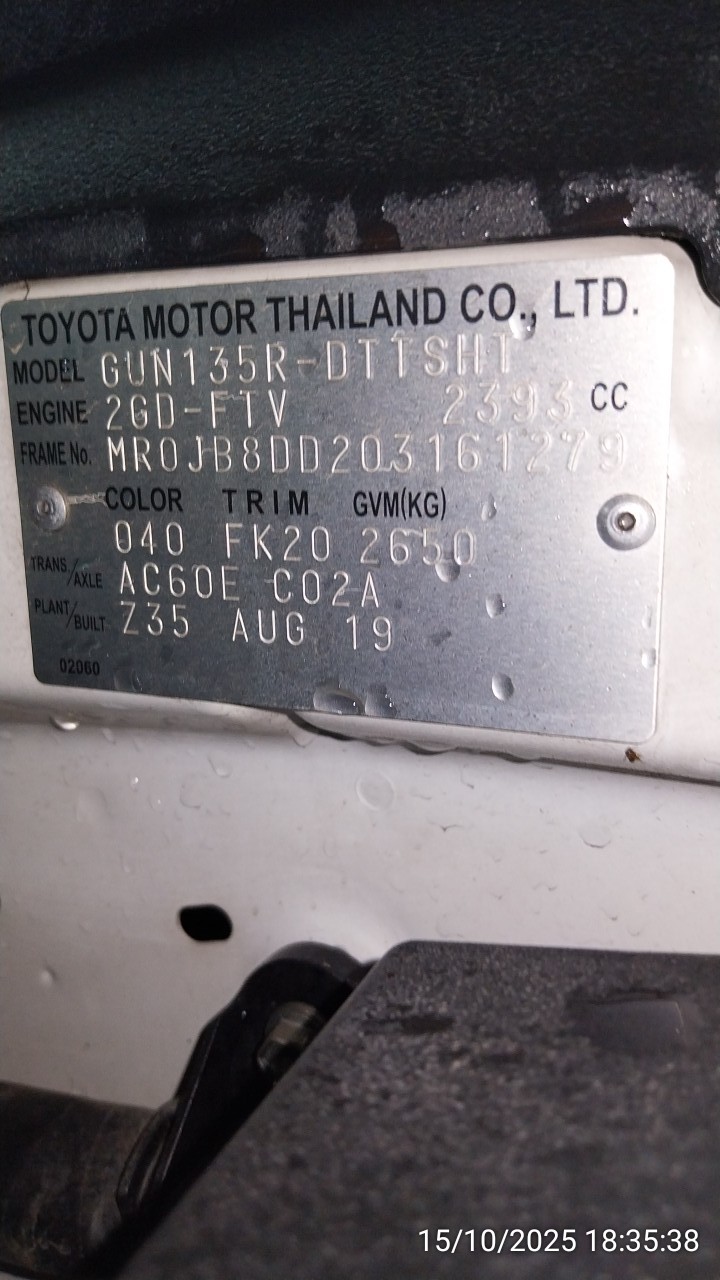 TOYOTA MOTOR THAILAND CO., LTD.
MODEL GUN135R-DTTSHT
ENGINE 2GD-FTV 2393 CC
FRAME No. MR0JB8DD203161279
COLOR TRIM GVM(KG)
040 FK20 2650
TRANS/AXLE AC60E C02A
PLANT/BUILT Z35 AUG 19
02060
15/10/2025 18:35:38